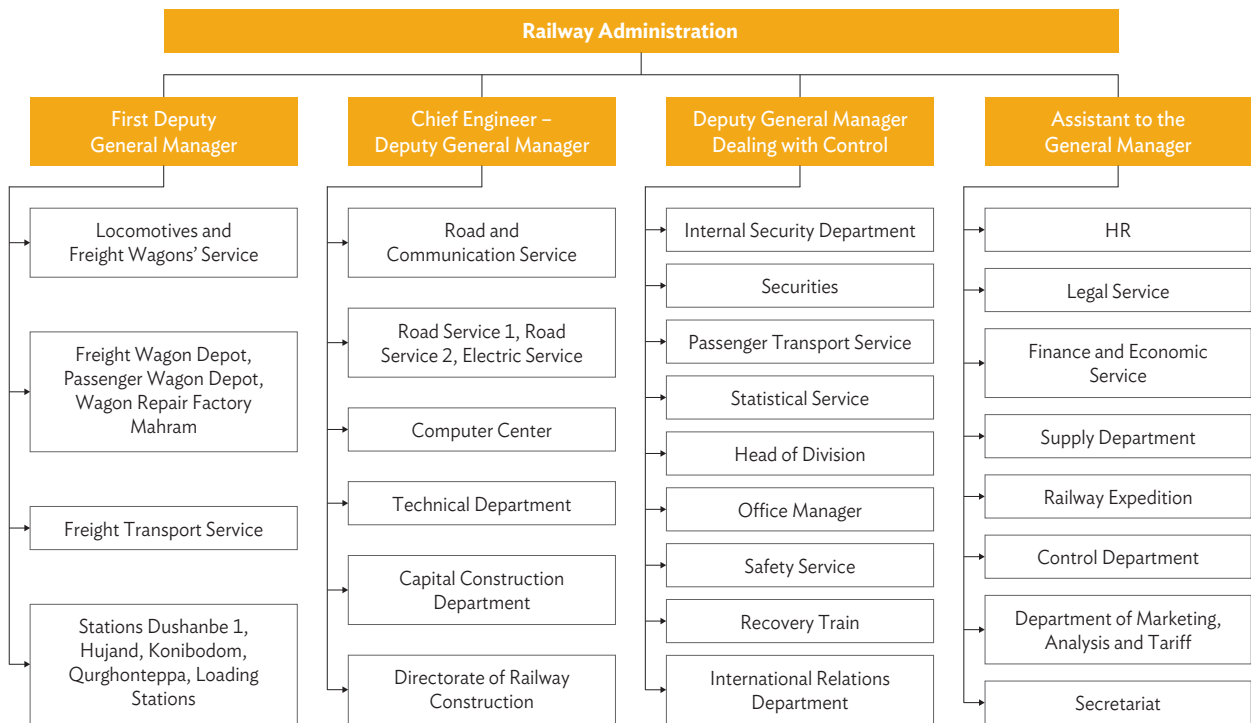 Railway Administration
First Deputy
General Manager
Locomotives and
Freight Wagons’ Service
Freight Wagon Depot,
Passenger Wagon Depot,
Wagon Repair Factory
Mahram
Freight Transport Service
Stations Dushanbe 1,
Hujand, Konibodom,
Qurghonteppa, Loading
Stations
Chief Engineer –
Deputy General Manager
Road and
Communication Service
Road Service 1, Road
Service 2, Electric Service
Computer Center
Technical Department
Capital Construction
Department
Directorate of Railway
Construction
Deputy General Manager
Dealing with Control
Internal Security Department
Securities
Passenger Transport Service
Statistical Service
Head of Division
Office Manager
Safety Service
Recovery Train
International Relations
Department
Assistant to the
General Manager
HR
Legal Service
Finance and Economic
Service
Supply Department
Railway Expedition
Control Department
Department of Marketing,
Analysis and Tariff
Secretariat